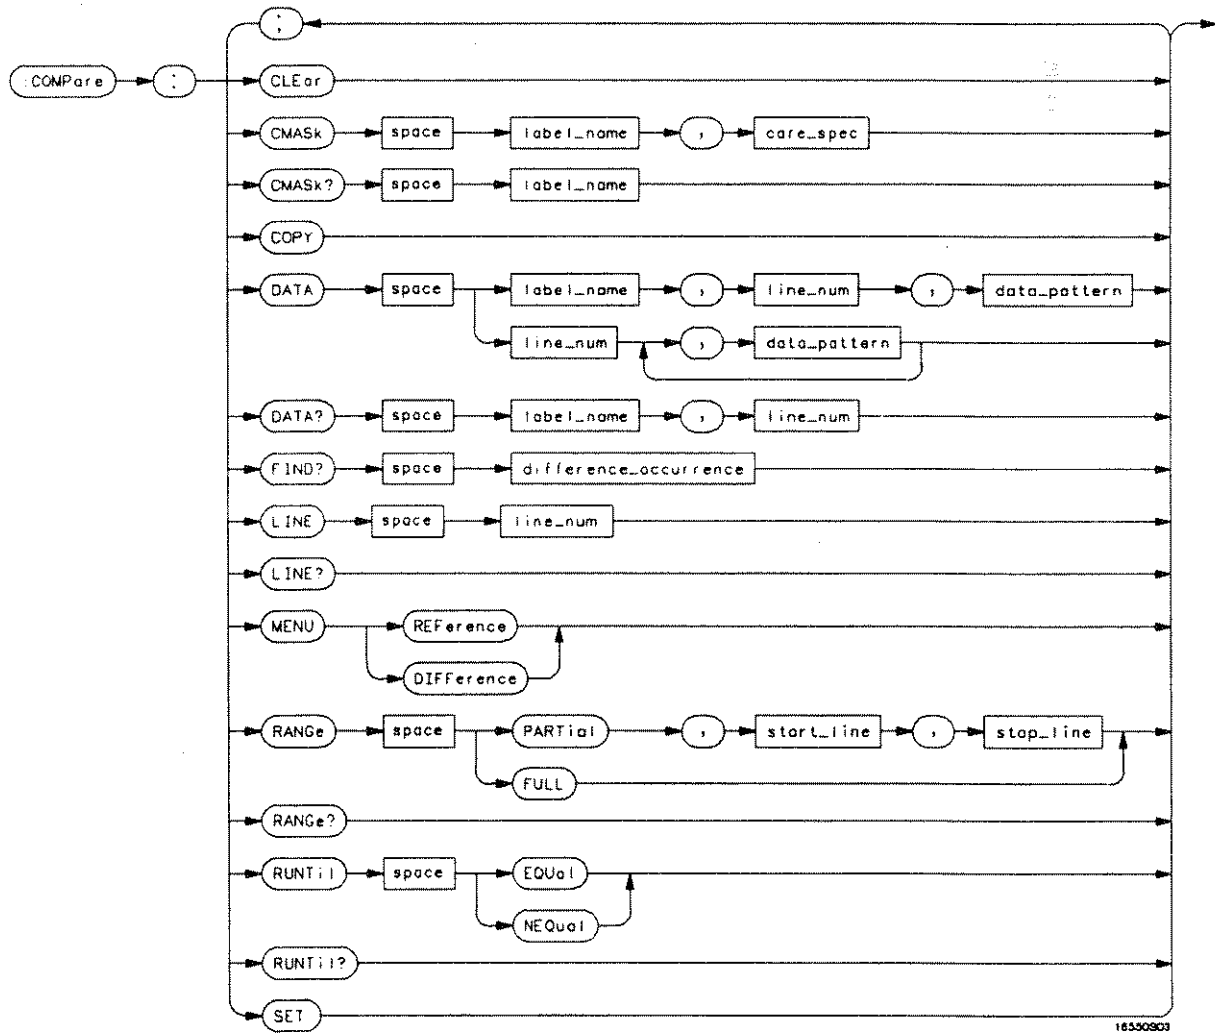 ;
:COMPare : CLEar
CMASk space label_name , care_spec
CMASk? space label_name
COPY
DATA space label_name , line_num , data_pattern
line_num , data_pattern
DATA? space label_name , line_num
FIND? space difference_occurrence
LINE space line_num
LINE?
MENU REFerence
DIFFerence
RANGe space PARTial , start_line , stop_line
FULL
RANGe?
RUNTil space EQUal
NEQual
RUNTil?
SET
16550903